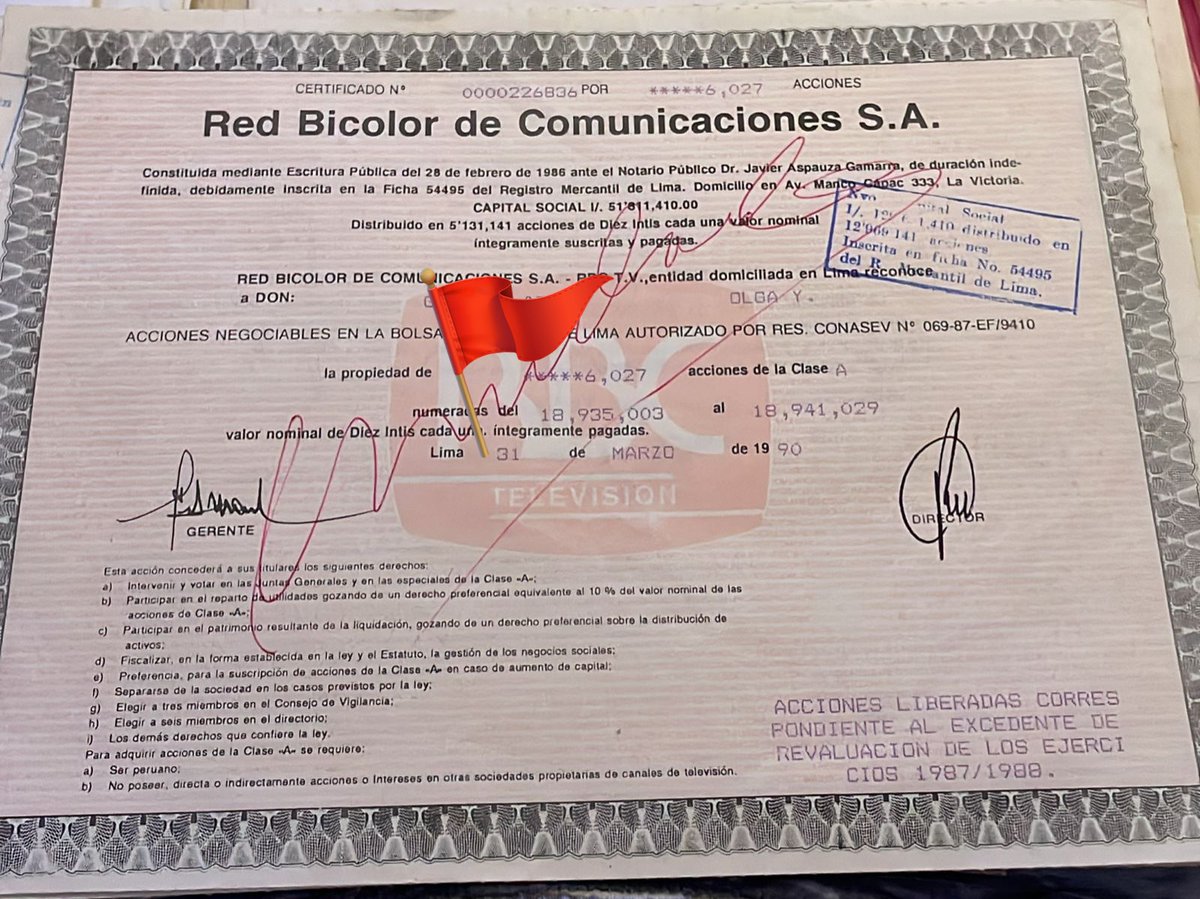 CERTIFICADO Nº 0000226836 POR *****6,027 ACCIONES
Red Bicolor de Comunicaciones S.A.
Constituida mediante Escritura Pública del 28 de febrero de 1986 ante el Notario Público Dr. Javier Aspauza Gamarra, de duración inde-
finida, debidamente inscrita en la Ficha 54495 del Registro Mercantil de Lima. Domicilio en Av. Manco Capac 333, La Victoria.
CAPITAL SOCIAL I/. 51'811,410.00
Distribuido en 5'131,141 acciones de Diez Intis cada una valor nominal
íntegramente suscritas y pagadas.
Social
1,410 distribuido en
12'969 141 acciones
Inscrita en ficha No. 54495
del R. Mercantil de Lima.
RED BICOLOR DE COMUNICACIONES S.A. - T.V., entidad domiciliada en Lima reconoce
a DON: OLGA Y.
ACCIONES NEGOCIABLES EN LA BOLSA LIMA AUTORIZADO POR RES. CONASEV Nº 069-87-EF/9410
la propiedad de *****6,027 acciones de la Clase A
numeradas del 18,935,003 al 18,941,029
valor nominal de Diez Intis cada una. íntegramente pagadas.
Lima 31 de MARZO de 19 90
RBC
TELEVISION
GERENTE
DIRECTOR
Esta acción concederá a sus titulares los siguientes derechos:
a) Intervenir y votar en las Juntas Generales y en las especiales de la Clase «A»;
b) Participar en el reparto de utilidades gozando de un derecho preferencial equivalente al 10 % del valor nominal de las
acciones de Clase «A»;
c) Participar en el patrimonio resultante de la liquidación, gozando de un derecho preferencial sobre la distribución de
activos;
d) Fiscalizar, en la forma establecida en la ley y el Estatuto, la gestión de los negocios sociales;
e) Preferencia, para la suscripción de acciones de la Clase «A» en caso de aumento de capital;
f) Separarse de la sociedad en los casos previstos por la ley;
g) Elegir a tres miembros en el Consejo de Vigilancia;
h) Elegir a seis miembros en el directorio;
i) Los demás derechos que confiere la ley.
Para adquirir acciones de la Clase «A» se requiere:
a) Ser peruano;
b) No poseer, directa o indirectamente acciones o intereses en otras sociedades propietarias de canales de televisión.
ACCIONES LIBERADAS CORRES
PONDIENTE AL EXCEDENTE DE
REVALUACION DE LOS EJERCI
CIOS 1987/1988.